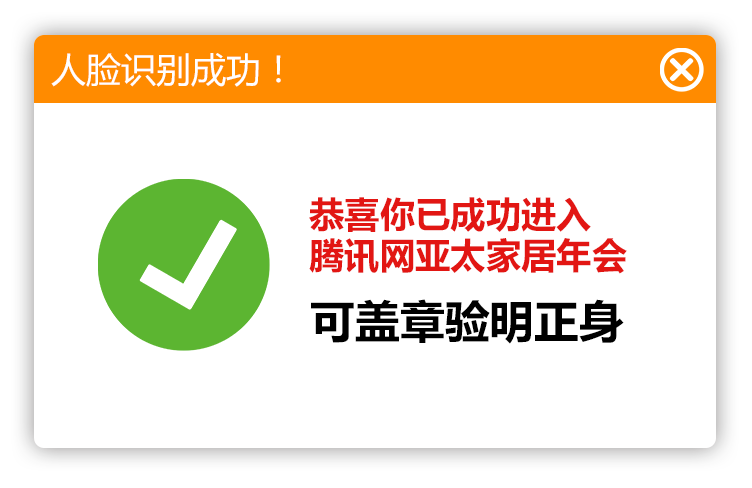 人脸识别成功！
恭喜你已成功进入
腾讯网亚太家居年会
可盖章验明正身